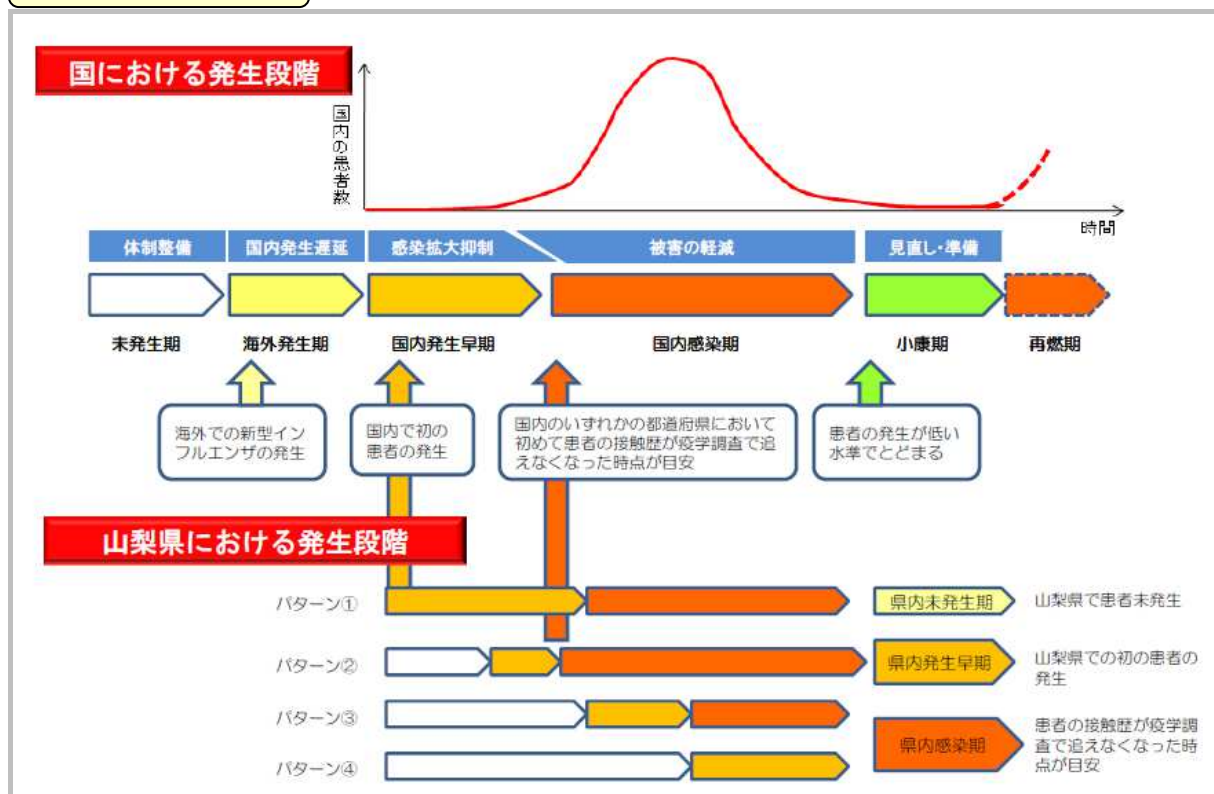 国における発生段階
国内の患者数
時間
体制整備
国内発生遅延
感染拡大抑制
被害の軽減
見直し・準備
未発生期
海外発生期
国内発生早期
国内感染期
小康期
再燃期
海外での新型イン
フルエンザの発生
国内で初の
患者の発生
国内のいずれかの都道府県において
初めて患者の接触歴が疫学調査で追
えなくなった時点が目安
患者の発生が低い
水準でとどまる
山梨県における発生段階
パターン①
県内未発生期
山梨県で患者未発生
パターン②
県内発生早期
山梨県での初の患者の
発生
パターン③
パターン④
県内感染期
患者の接触歴が疫学調
査で追えなくなった時
点が目安